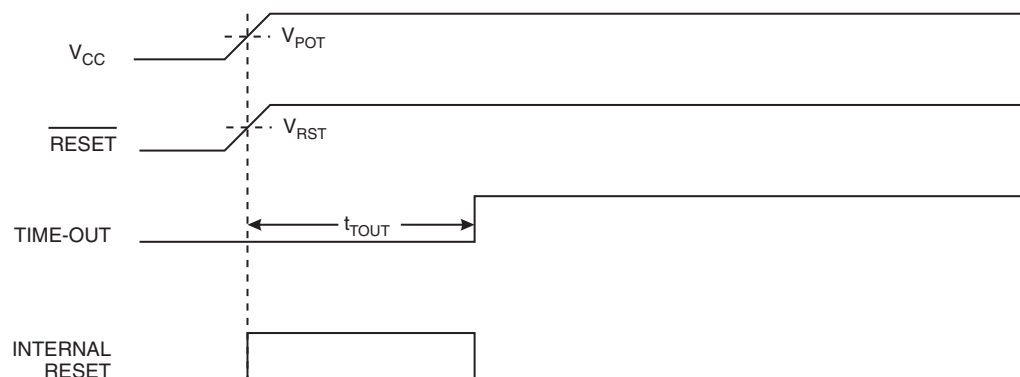 VCC
VPOT
RESET
VRST
TIME-OUT
tTOUT
INTERNAL
RESET